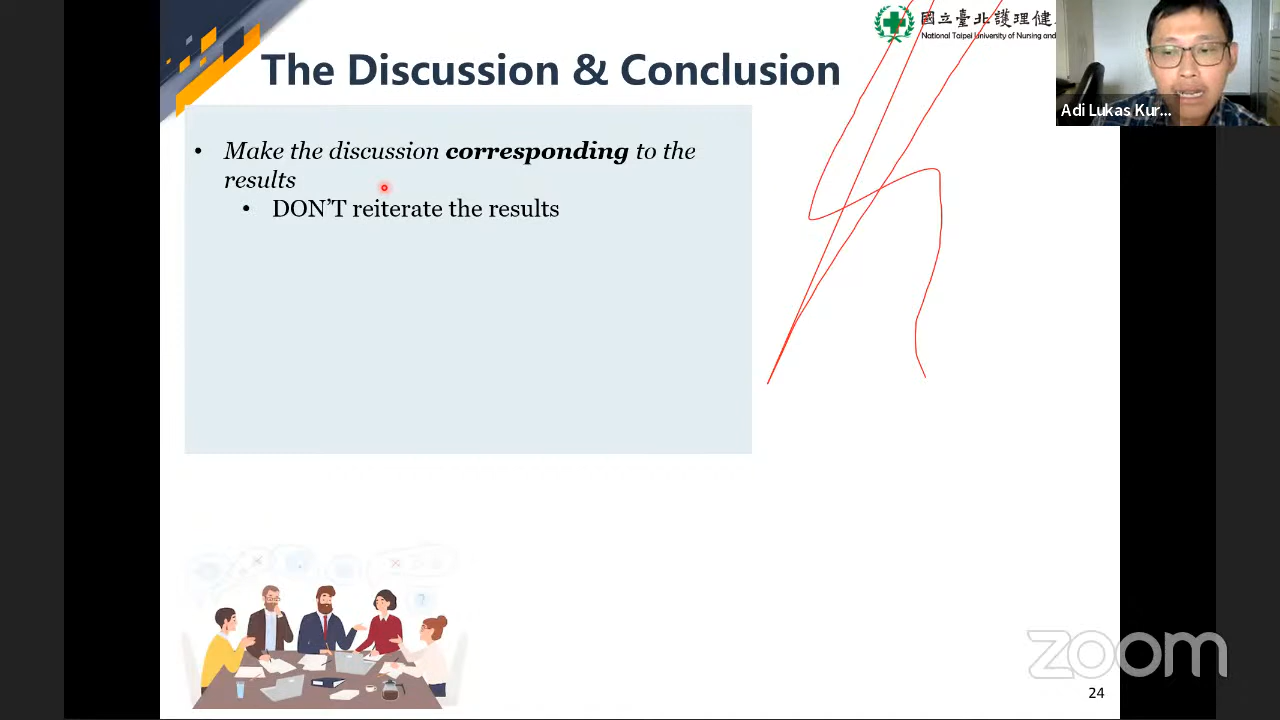 國立臺北護理健
National Taipei University of Nursing and
The Discussion & Conclusion
Adi Lukas Kur...
• Make the discussion corresponding to the
results
• DON'T reiterate the results
zoom
24